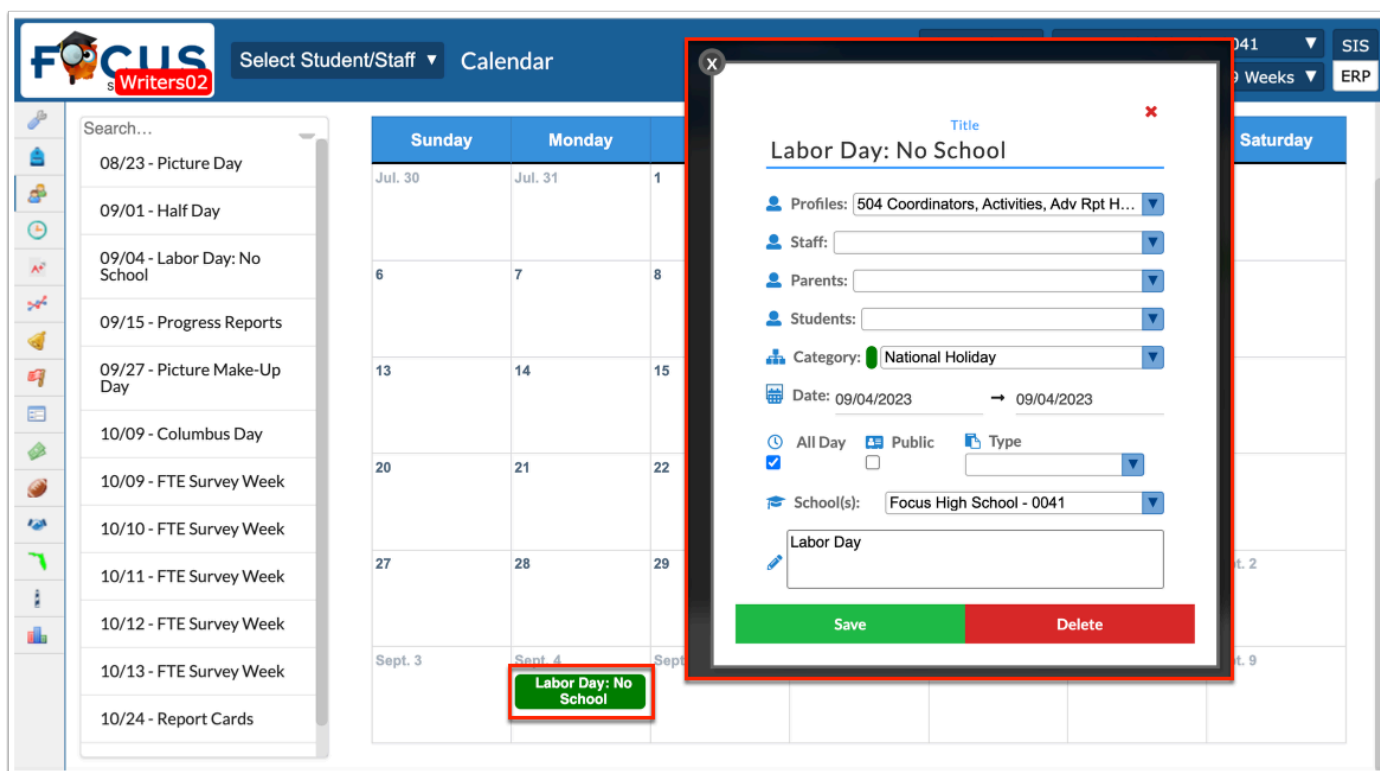 FOCUS
S
Writers02
Select Student/Staff ▼
Calendar
041 ▼
SIS
9 Weeks ▼
ERP
Search...
08/23 - Picture Day
09/01 - Half Day
09/04 - Labor Day: No
School
09/15 - Progress Reports
09/27 - Picture Make-Up
Day
10/09 - Columbus Day
10/09 - FTE Survey Week
10/10 - FTE Survey Week
10/11 - FTE Survey Week
10/12 - FTE Survey Week
10/13 - FTE Survey Week
10/24 - Report Cards
Sunday Monday Saturday
Jul. 30 Jul. 31 1
6 7 8
13 14 15
20 21 22
27 28 29 t. 2
Sept. 3 Sept. 4 Sept t. 9
Labor Day: No
School
X
Title
Labor Day: No School
Profiles: 504 Coordinators, Activities, Adv Rpt H...
Staff:
Parents:
Students:
Category: National Holiday
Date: 09/04/2023 → 09/04/2023
All Day Public Type
School(s): Focus High School - 0041
Labor Day
Save Delete